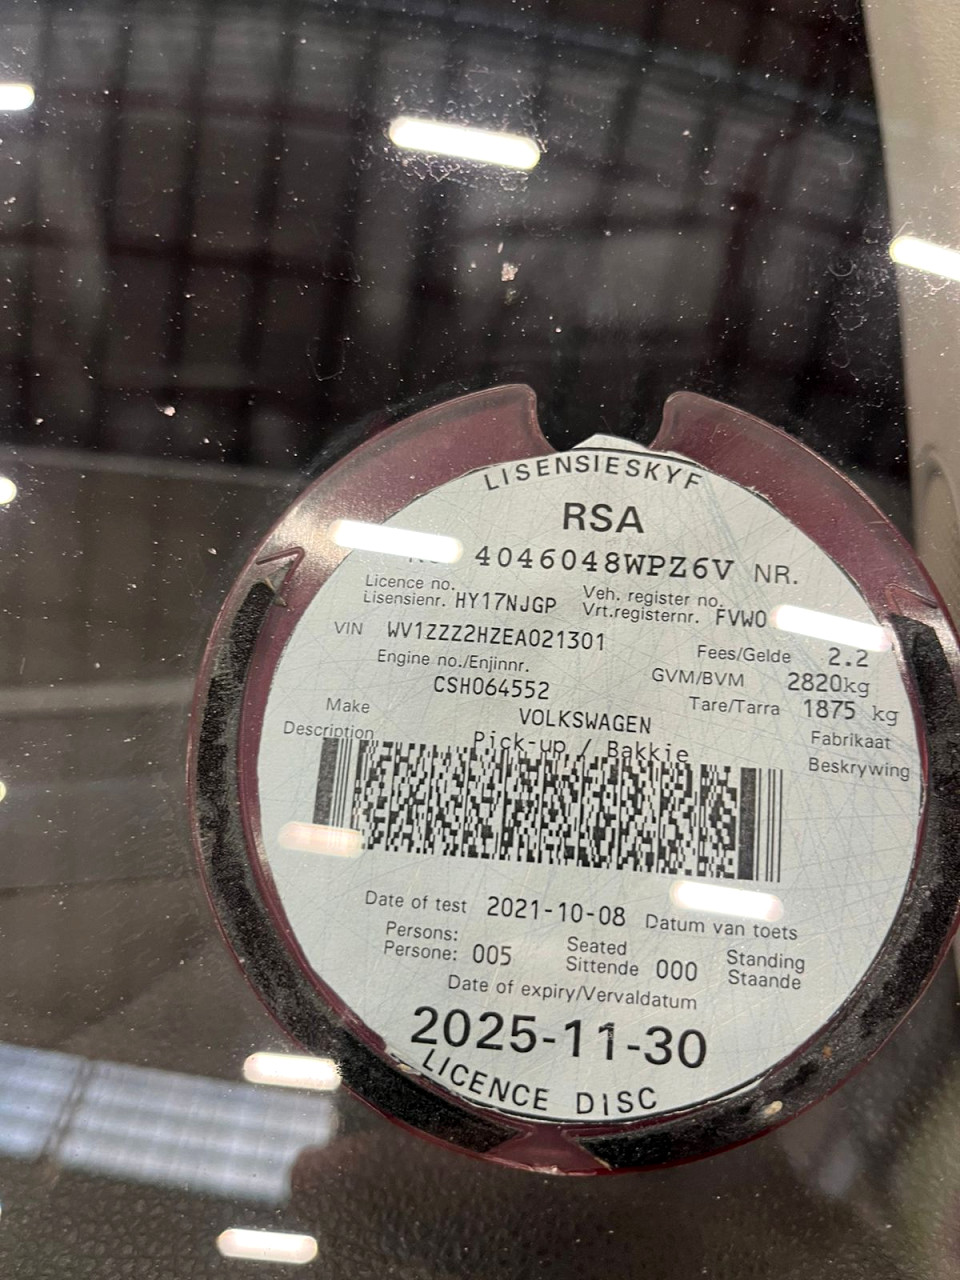 LISENSIESKYF
RSA
4046048WPZ6V NR.
Licence no. Veh. register no.
Lisensienr. HY17NJGP Vrt.registernr.
VIN WV1ZZZ2HZEA021301 Fees/Gelde 2.2
Engine no./Enjinnr. GVM/BVM 2820kg
CSH064552 Tare/Tarra 1875 kg
Make VOLKSWAGEN Fabrikaat
Description Pick-up / Bakkie Beskrywing
Date of test 2021-10-08 Datum van toets
Persons: Seated Standing
Persone: 005 Sittende 000 Staande
Date of expiry/Vervaldatum
2025-11-30
LICENCE DISC